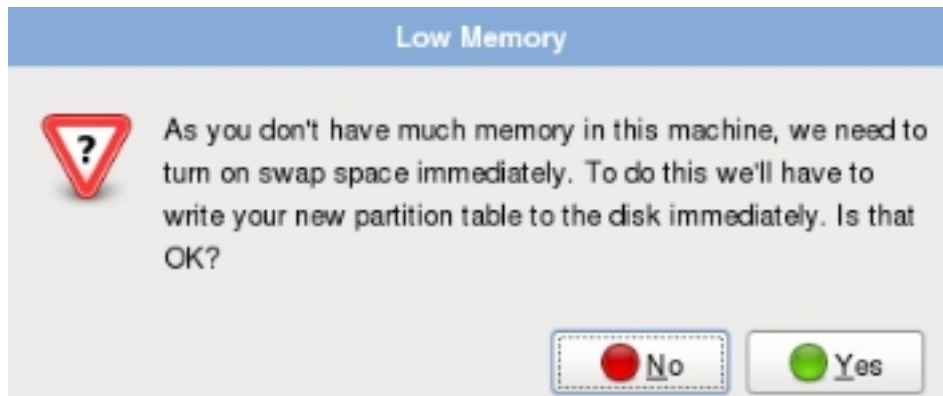 Low Memory
?
As you don't have much memory in this machine, we need to
turn on swap space immediately. To do this we'll have to
write your new partition table to the disk immediately. Is that
OK?
No
Yes